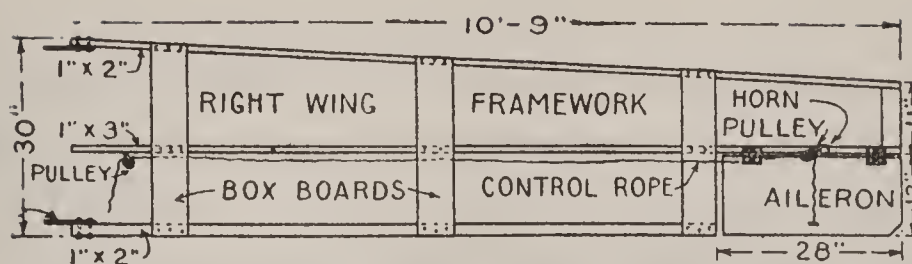 10'-9"
1" X 2"
30"
RIGHT WING FRAMEWORK
HORN
PULLEY
1" X 3"
PULLEY
BOX BOARDS
CONTROL ROPE
AILERON
1" X 2"
28"